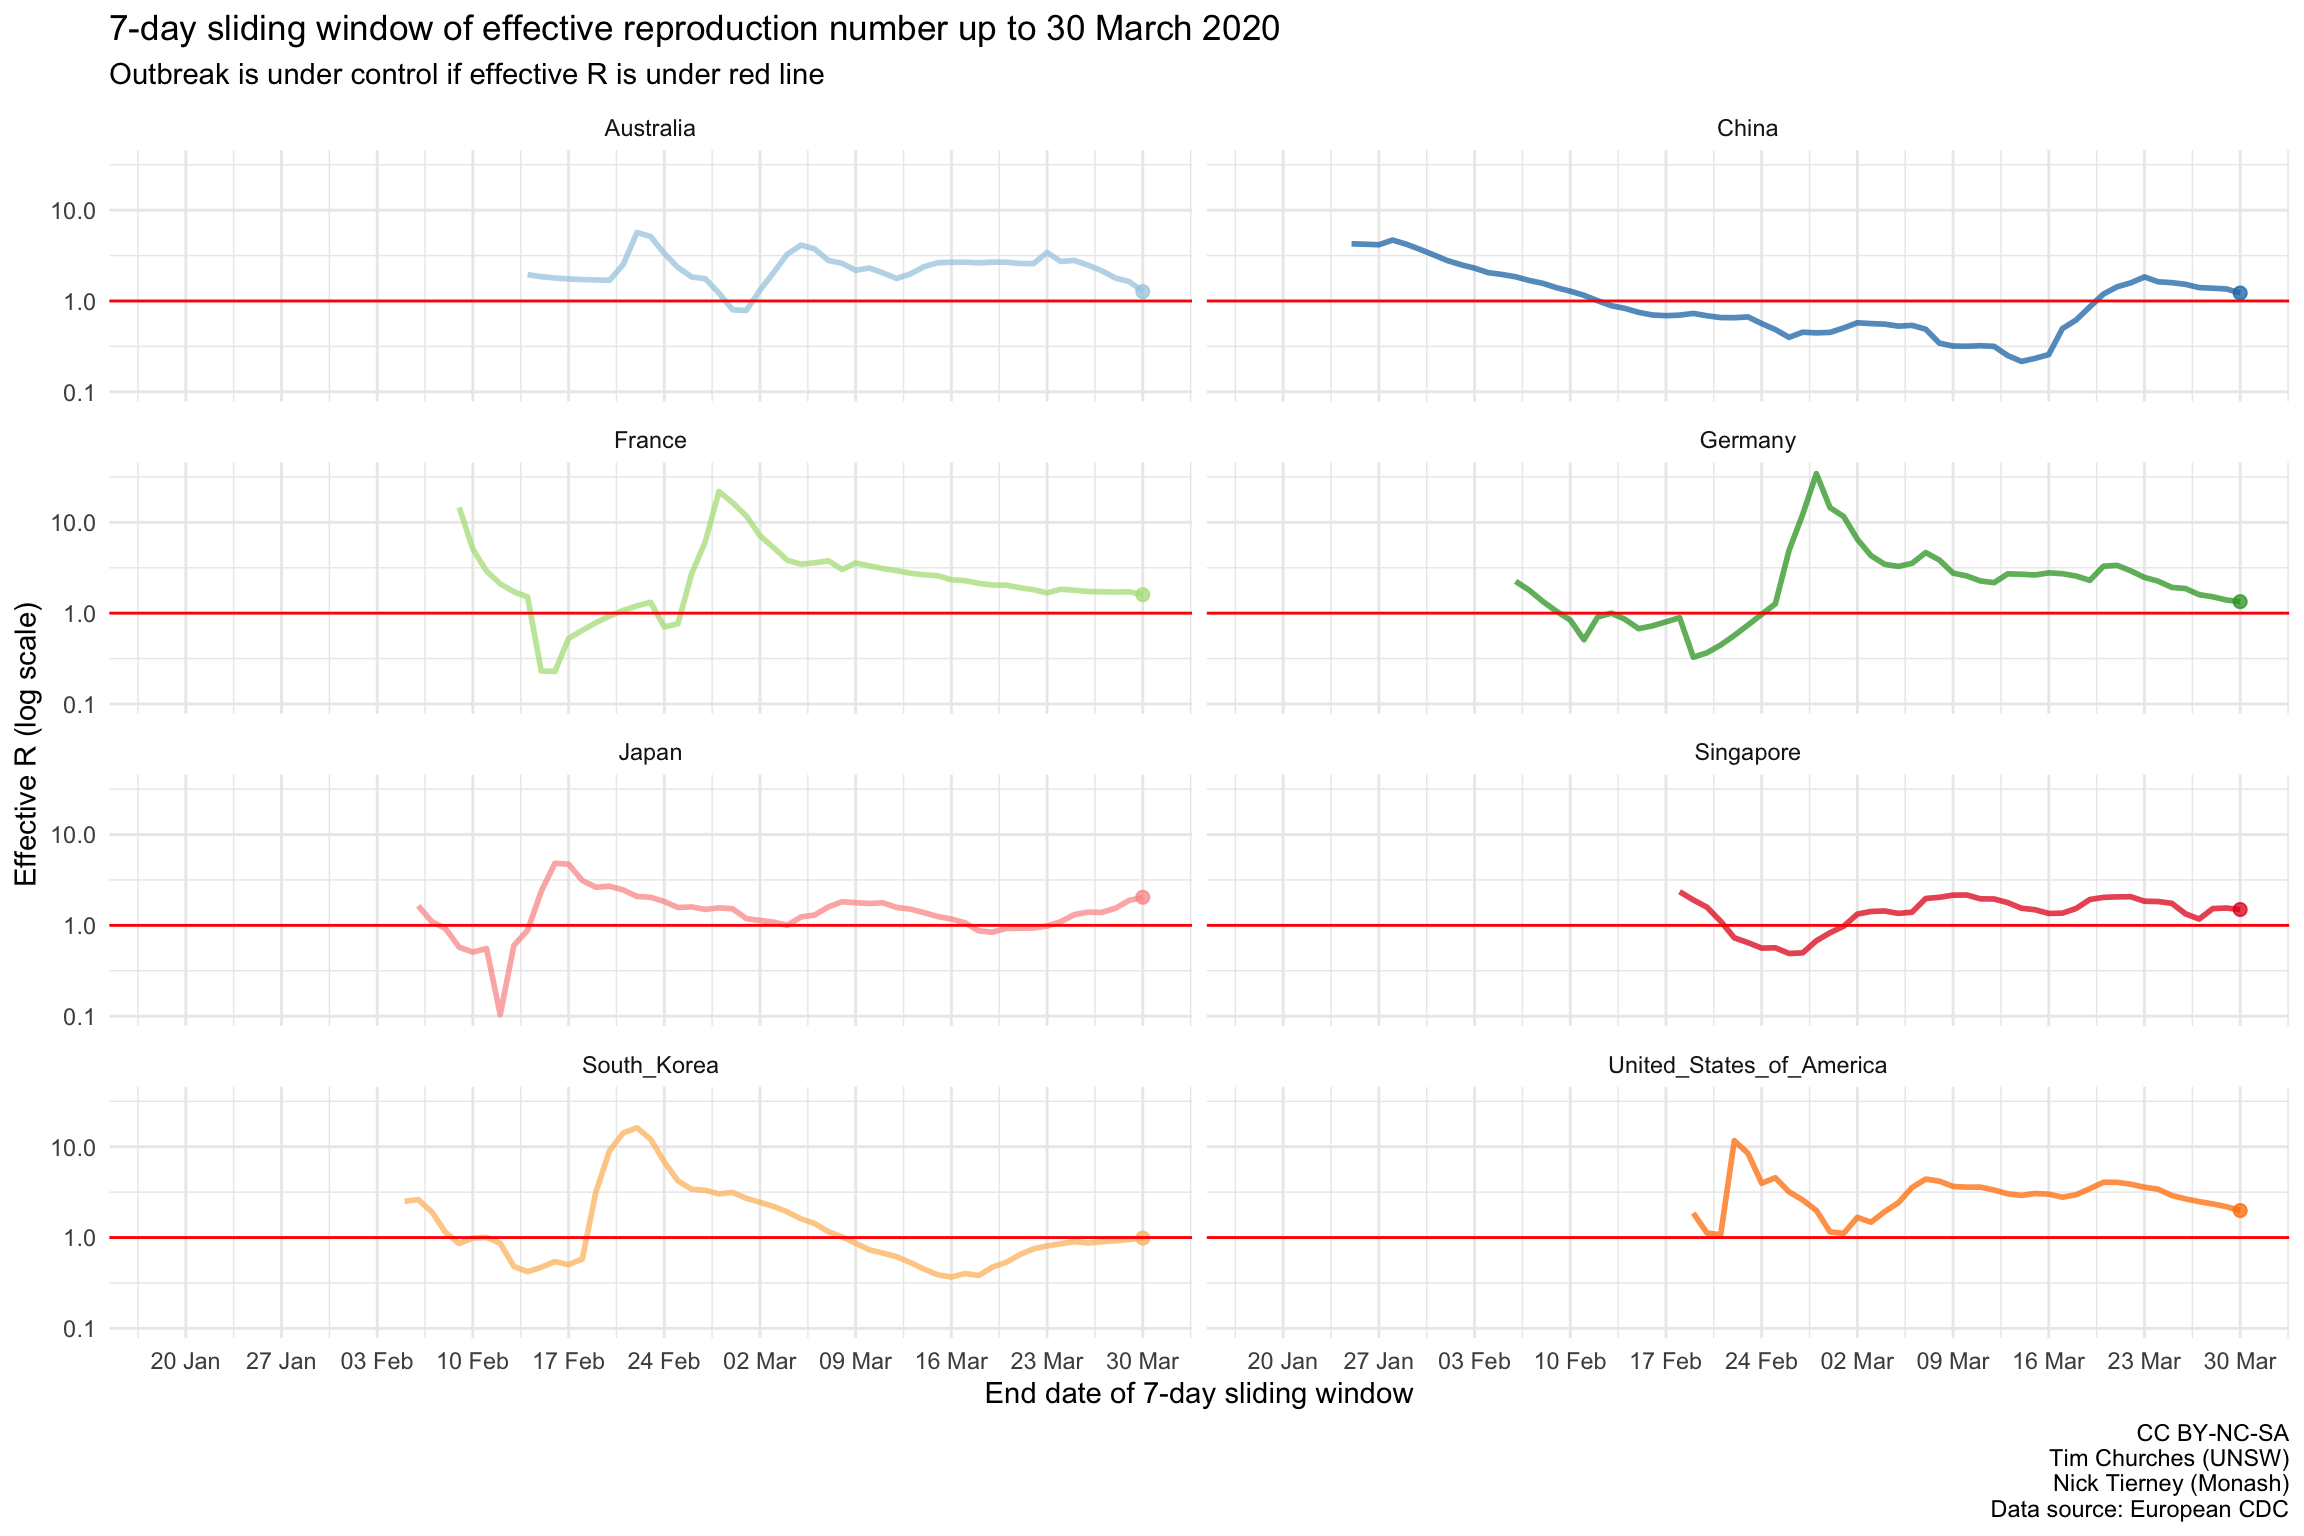 7-day sliding window of effective reproduction number up to 30 March 2020
Outbreak is under control if effective R is under red line
Effective R (log scale)
Australia
China
10.0
1.0
0.1
France
Germany
10.0
1.0
0.1
Japan
Singapore
10.0
1.0
0.1
South_Korea
United_States_of_America
10.0
1.0
0.1
20 Jan 27 Jan 03 Feb 10 Feb 17 Feb 24 Feb 02 Mar 09 Mar 16 Mar 23 Mar 30 Mar
20 Jan 27 Jan 03 Feb 10 Feb 17 Feb 24 Feb 02 Mar 09 Mar 16 Mar 23 Mar 30 Mar
End date of 7-day sliding window
CC BY-NC-SA
Tim Churches (UNSW)
Nick Tierney (Monash)
Data source: European CDC